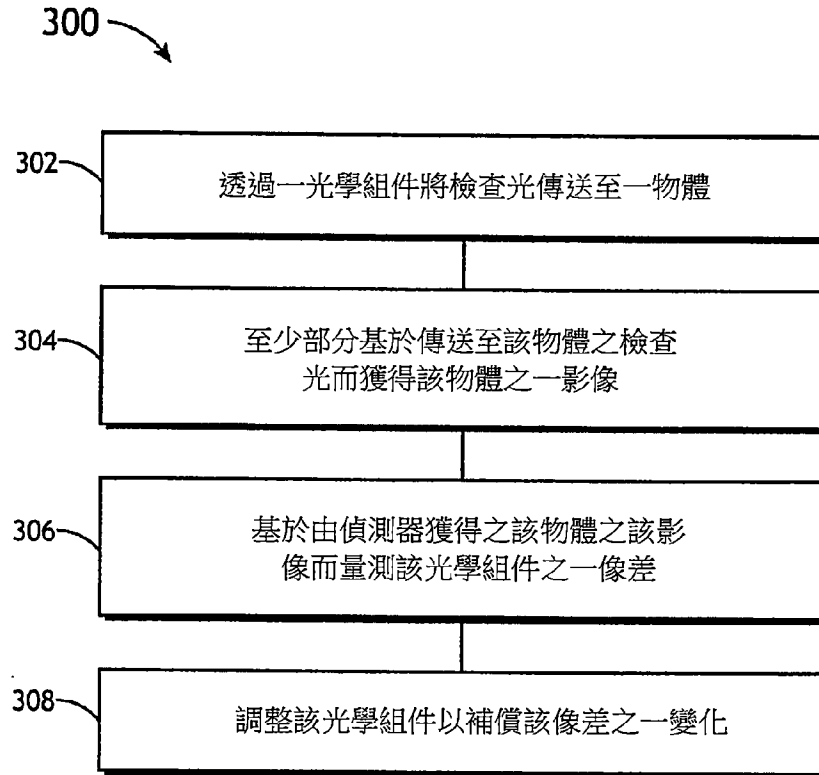 300
302
透過一光學組件將檢查光傳送至一物體
304
至少部分基於傳送至該物體之檢查
光而獲得該物體之一影像
306
基於由偵測器獲得之該物體之該影
像而量測該光學組件之一像差
308
調整該光學組件以補償該像差之一變化